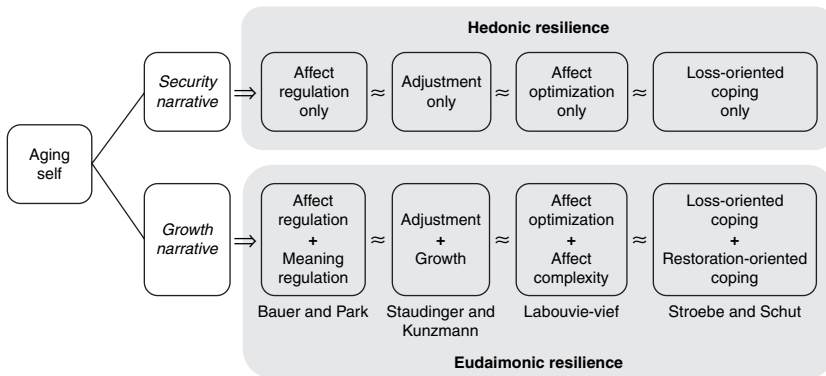 Hedonic resilience
Security
narrative
⇒
Affect
regulation
only
≈
Adjustment
only
≈
Affect
optimization
only
≈
Loss-oriented
coping
only
Aging
self
Growth
narrative
⇒
Affect
regulation
+
Meaning
regulation
≈
Adjustment
+
Growth
≈
Affect
optimization
+
Affect
complexity
≈
Loss-oriented
coping
+
Restoration-oriented
coping
Bauer and Park
Staudinger and
Kunzmann
Labouvie-vief
Stroebe and Schut
Eudaimonic resilience